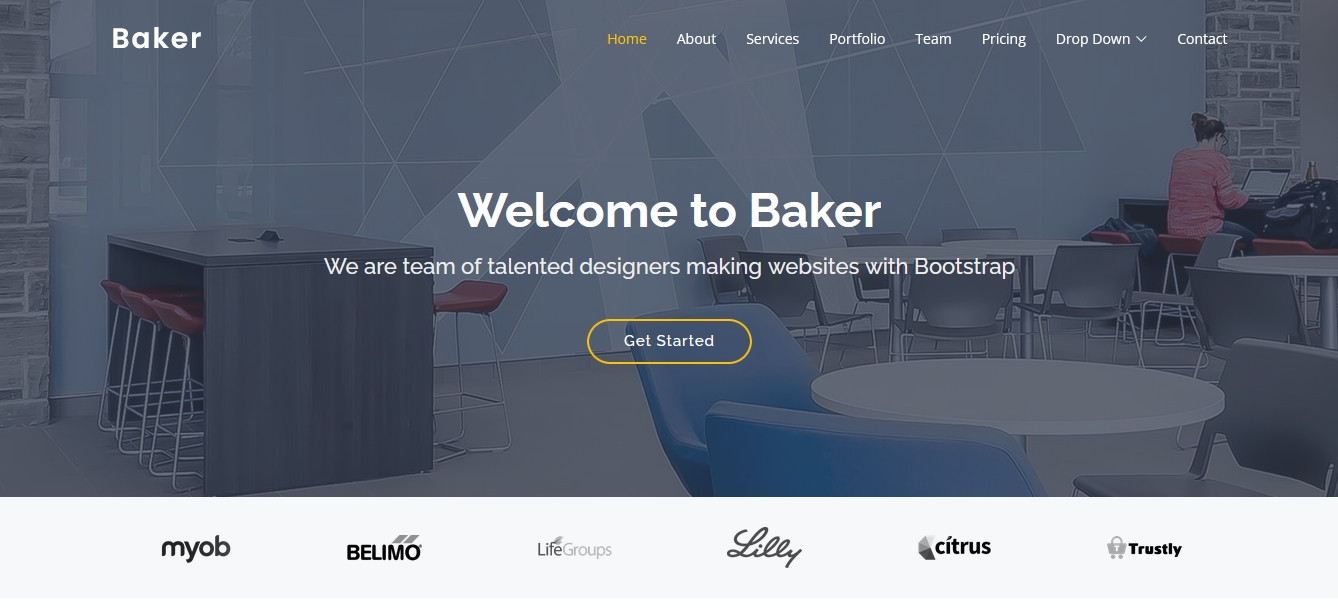 Baker
Home About Services Portfolio Team Pricing Drop Down Contact
Welcome to Baker
We are team of talented designers making websites with Bootstrap
Get Started
myob BELIMO LifeGroups Lilly citrus Trustly